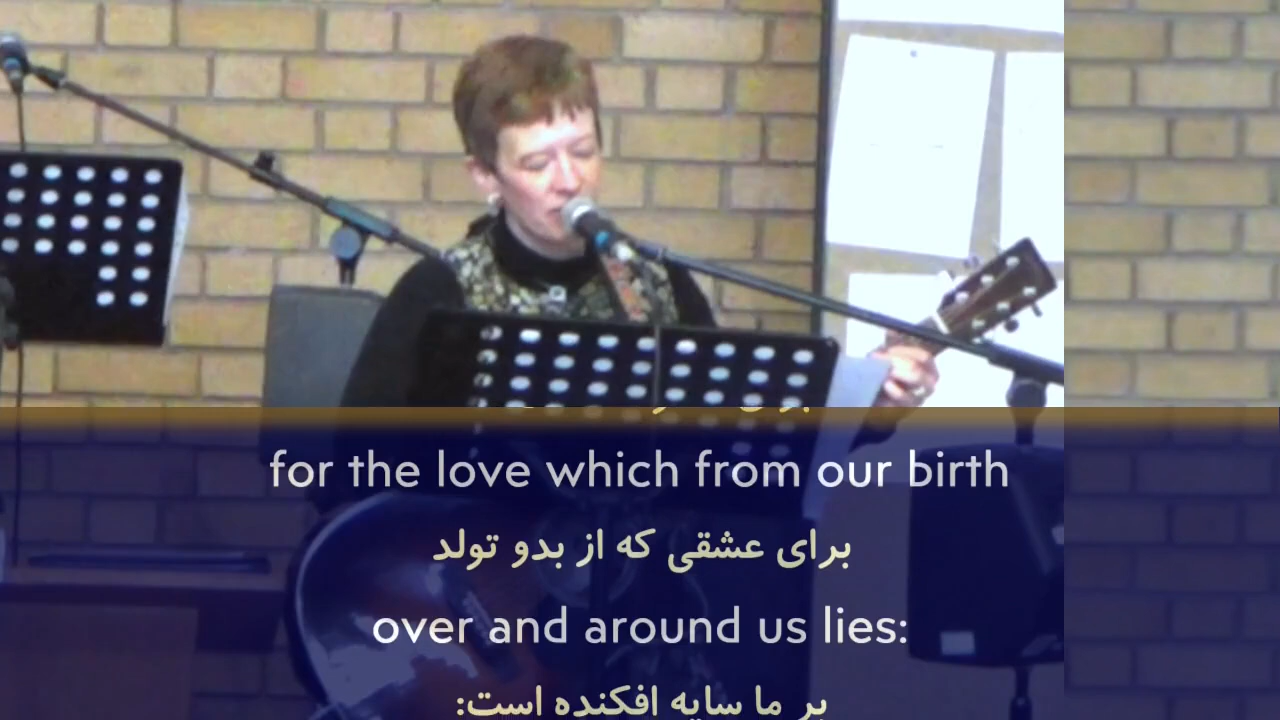 for the love which from our birth
برای عشقی که از بدو تولد
over and around us lies:
بر ما سایه افکنده است: